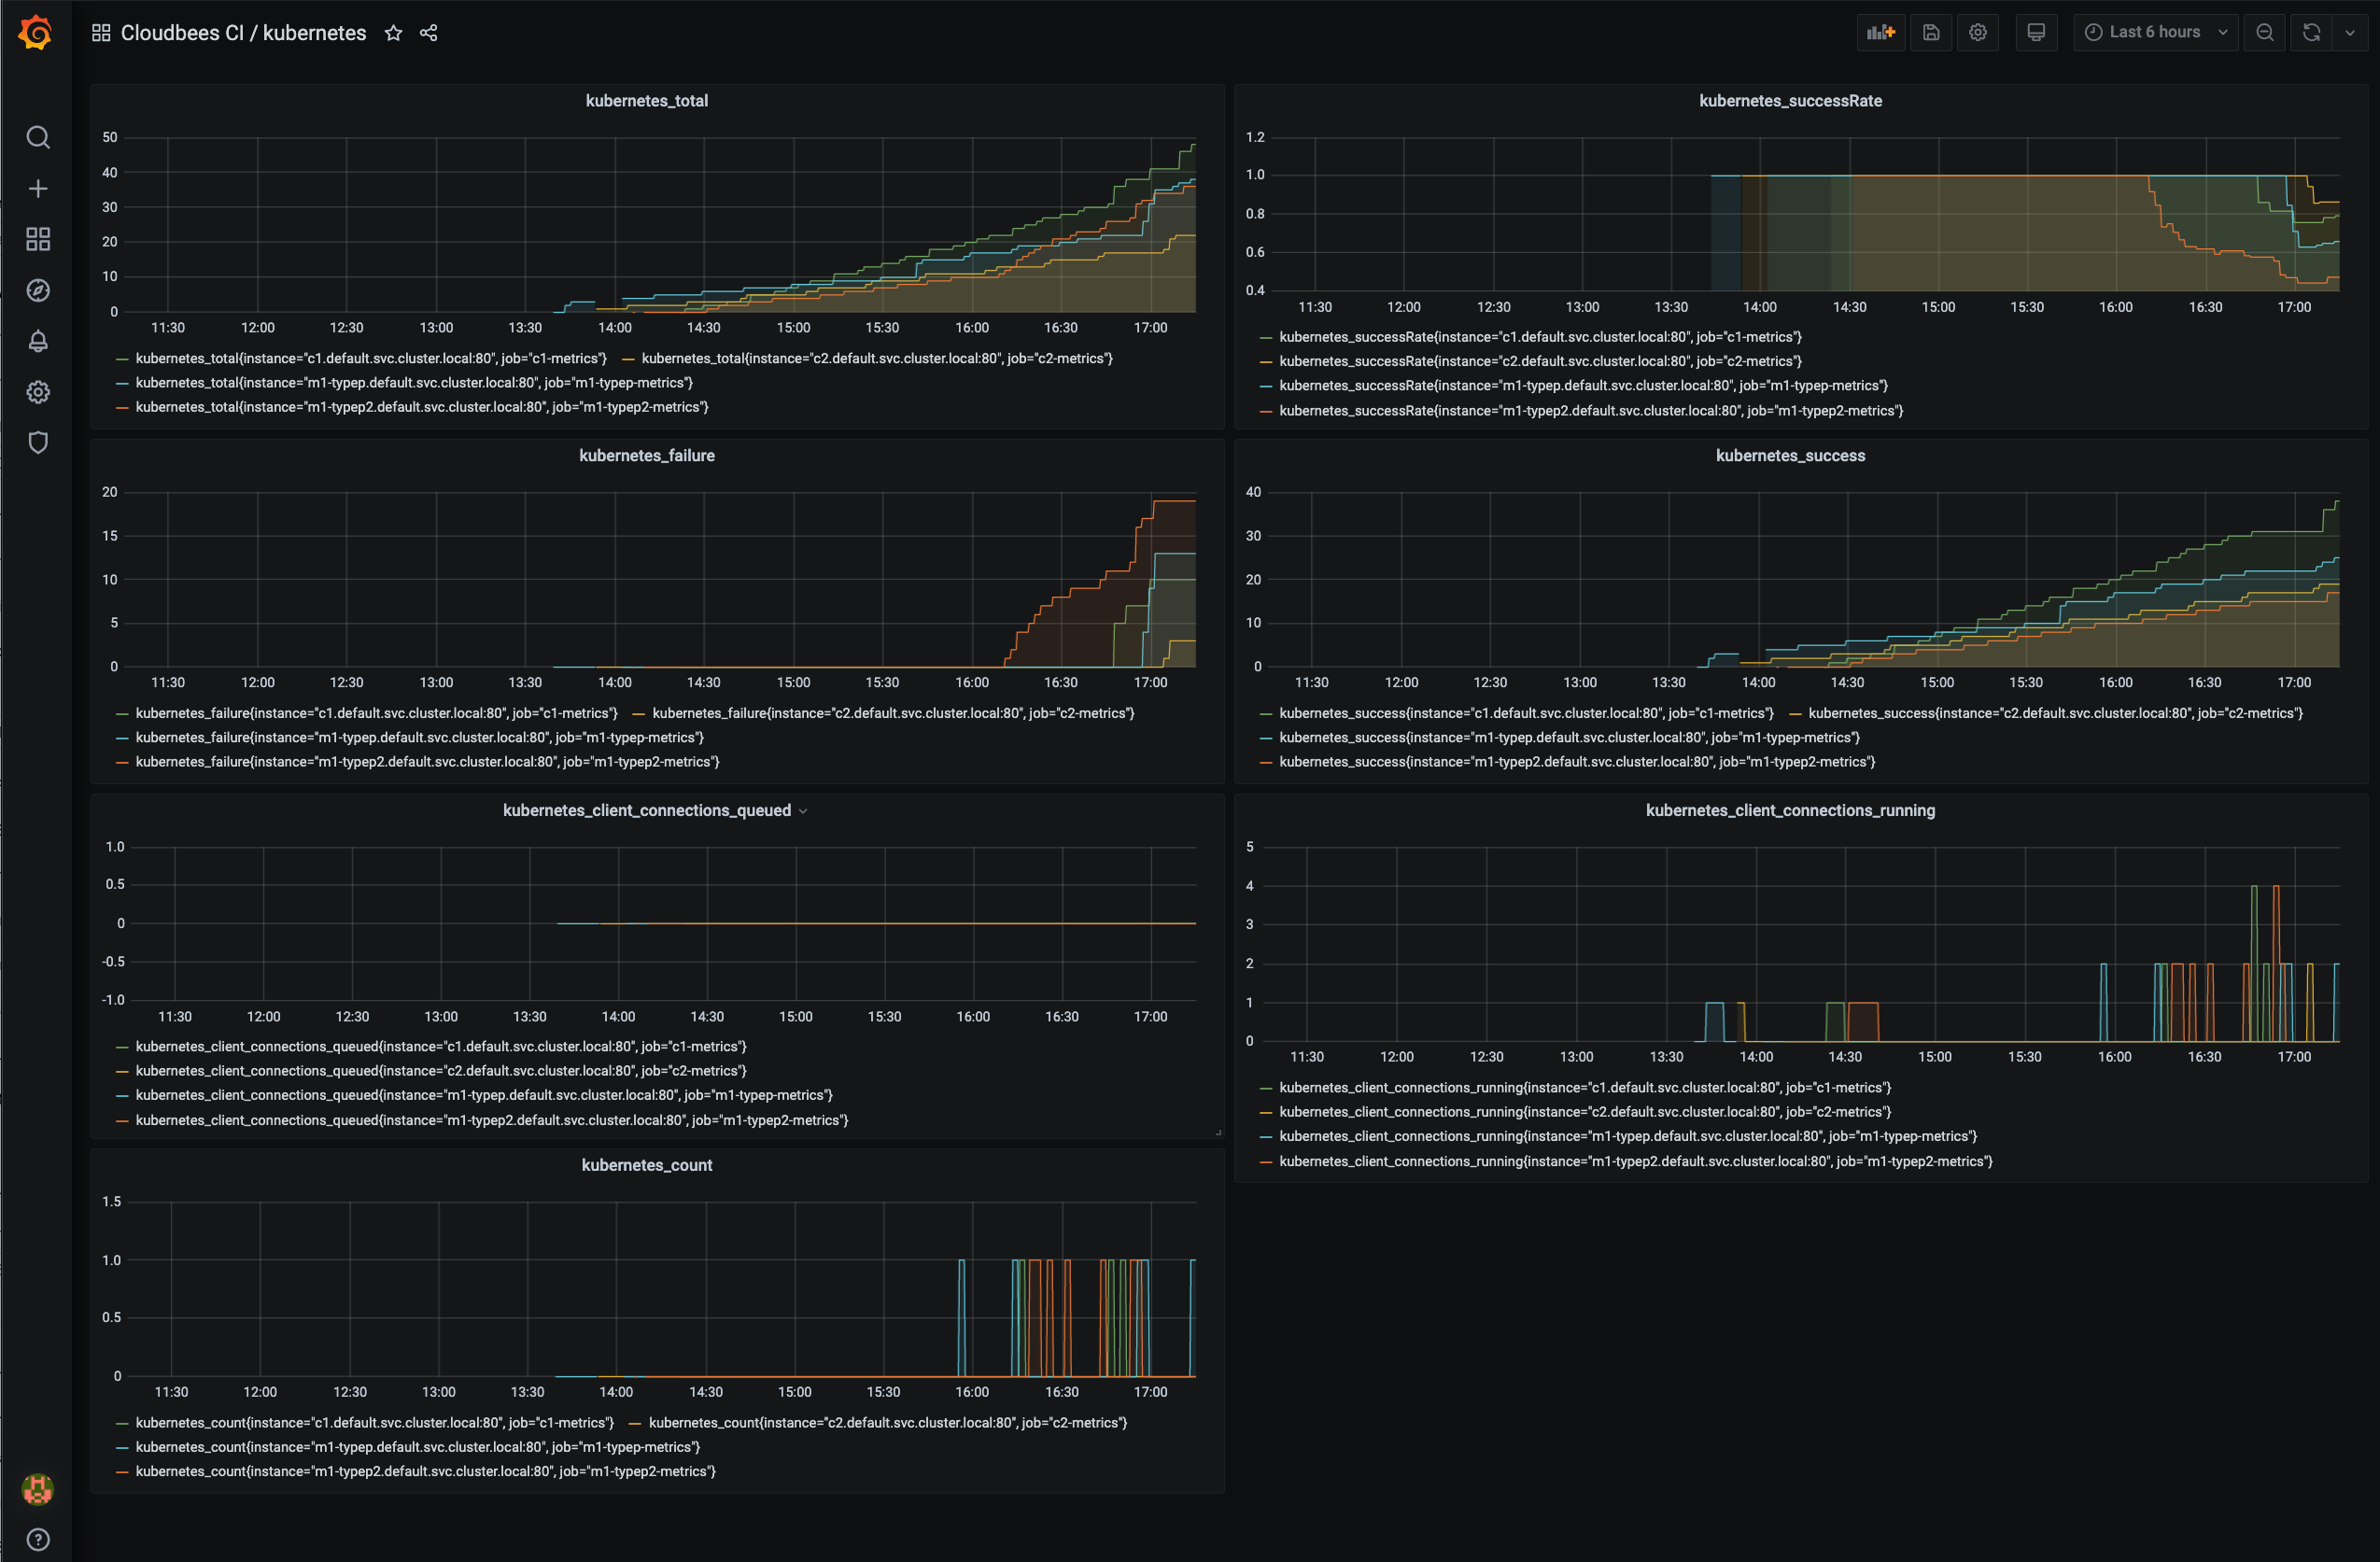 Cloudbees CI / kubernetes
Last 6 hours
kubernetes_total
50
40
30
20
10
0
11:30 12:00 12:30 13:00 13:30 14:00 14:30 15:00 15:30 16:00 16:30 17:00
kubernetes_total{instance="c1.default.svc.cluster.local:80", job="c1-metrics"} kubernetes_total{instance="c2.default.svc.cluster.local:80", job="c2-metrics"}
kubernetes_total{instance="m1-typep.default.svc.cluster.local:80", job="m1-typep-metrics"}
kubernetes_total{instance="m1-typep2.default.svc.cluster.local:80", job="m1-typep2-metrics"}
kubernetes_successRate
1.2
1.0
0.8
0.6
0.4
11:30 12:00 12:30 13:00 13:30 14:00 14:30 15:00 15:30 16:00 16:30 17:00
kubernetes_successRate{instance="c1.default.svc.cluster.local:80", job="c1-metrics"}
kubernetes_successRate{instance="c2.default.svc.cluster.local:80", job="c2-metrics"}
kubernetes_successRate{instance="m1-typep.default.svc.cluster.local:80", job="m1-typep-metrics"}
kubernetes_successRate{instance="m1-typep2.default.svc.cluster.local:80", job="m1-typep2-metrics"}
kubernetes_failure
20
15
10
5
0
11:30 12:00 12:30 13:00 13:30 14:00 14:30 15:00 15:30 16:00 16:30 17:00
kubernetes_failure{instance="c1.default.svc.cluster.local:80", job="c1-metrics"} kubernetes_failure{instance="c2.default.svc.cluster.local:80", job="c2-metrics"}
kubernetes_failure{instance="m1-typep.default.svc.cluster.local:80", job="m1-typep-metrics"}
kubernetes_failure{instance="m1-typep2.default.svc.cluster.local:80", job="m1-typep2-metrics"}
kubernetes_success
40
30
20
10
0
11:30 12:00 12:30 13:00 13:30 14:00 14:30 15:00 15:30 16:00 16:30 17:00
kubernetes_success{instance="c1.default.svc.cluster.local:80", job="c1-metrics"} kubernetes_success{instance="c2.default.svc.cluster.local:80", job="c2-metrics"}
kubernetes_success{instance="m1-typep.default.svc.cluster.local:80", job="m1-typep-metrics"}
kubernetes_success{instance="m1-typep2.default.svc.cluster.local:80", job="m1-typep2-metrics"}
kubernetes_client_connections_queued
1.0
0.5
0
-0.5
-1.0
11:30 12:00 12:30 13:00 13:30 14:00 14:30 15:00 15:30 16:00 16:30 17:00
kubernetes_client_connections_queued{instance="c1.default.svc.cluster.local:80", job="c1-metrics"}
kubernetes_client_connections_queued{instance="c2.default.svc.cluster.local:80", job="c2-metrics"}
kubernetes_client_connections_queued{instance="m1-typep.default.svc.cluster.local:80", job="m1-typep-metrics"}
kubernetes_client_connections_queued{instance="m1-typep2.default.svc.cluster.local:80", job="m1-typep2-metrics"}
kubernetes_client_connections_running
5
4
3
2
1
0
11:30 12:00 12:30 13:00 13:30 14:00 14:30 15:00 15:30 16:00 16:30 17:00
kubernetes_client_connections_running{instance="c1.default.svc.cluster.local:80", job="c1-metrics"}
kubernetes_client_connections_running{instance="c2.default.svc.cluster.local:80", job="c2-metrics"}
kubernetes_client_connections_running{instance="m1-typep.default.svc.cluster.local:80", job="m1-typep-metrics"}
kubernetes_client_connections_running{instance="m1-typep2.default.svc.cluster.local:80", job="m1-typep2-metrics"}
kubernetes_count
1.5
1.0
0.5
0
11:30 12:00 12:30 13:00 13:30 14:00 14:30 15:00 15:30 16:00 16:30 17:00
kubernetes_count{instance="c1.default.svc.cluster.local:80", job="c1-metrics"} kubernetes_count{instance="c2.default.svc.cluster.local:80", job="c2-metrics"}
kubernetes_count{instance="m1-typep.default.svc.cluster.local:80", job="m1-typep-metrics"}
kubernetes_count{instance="m1-typep2.default.svc.cluster.local:80", job="m1-typep2-metrics"}